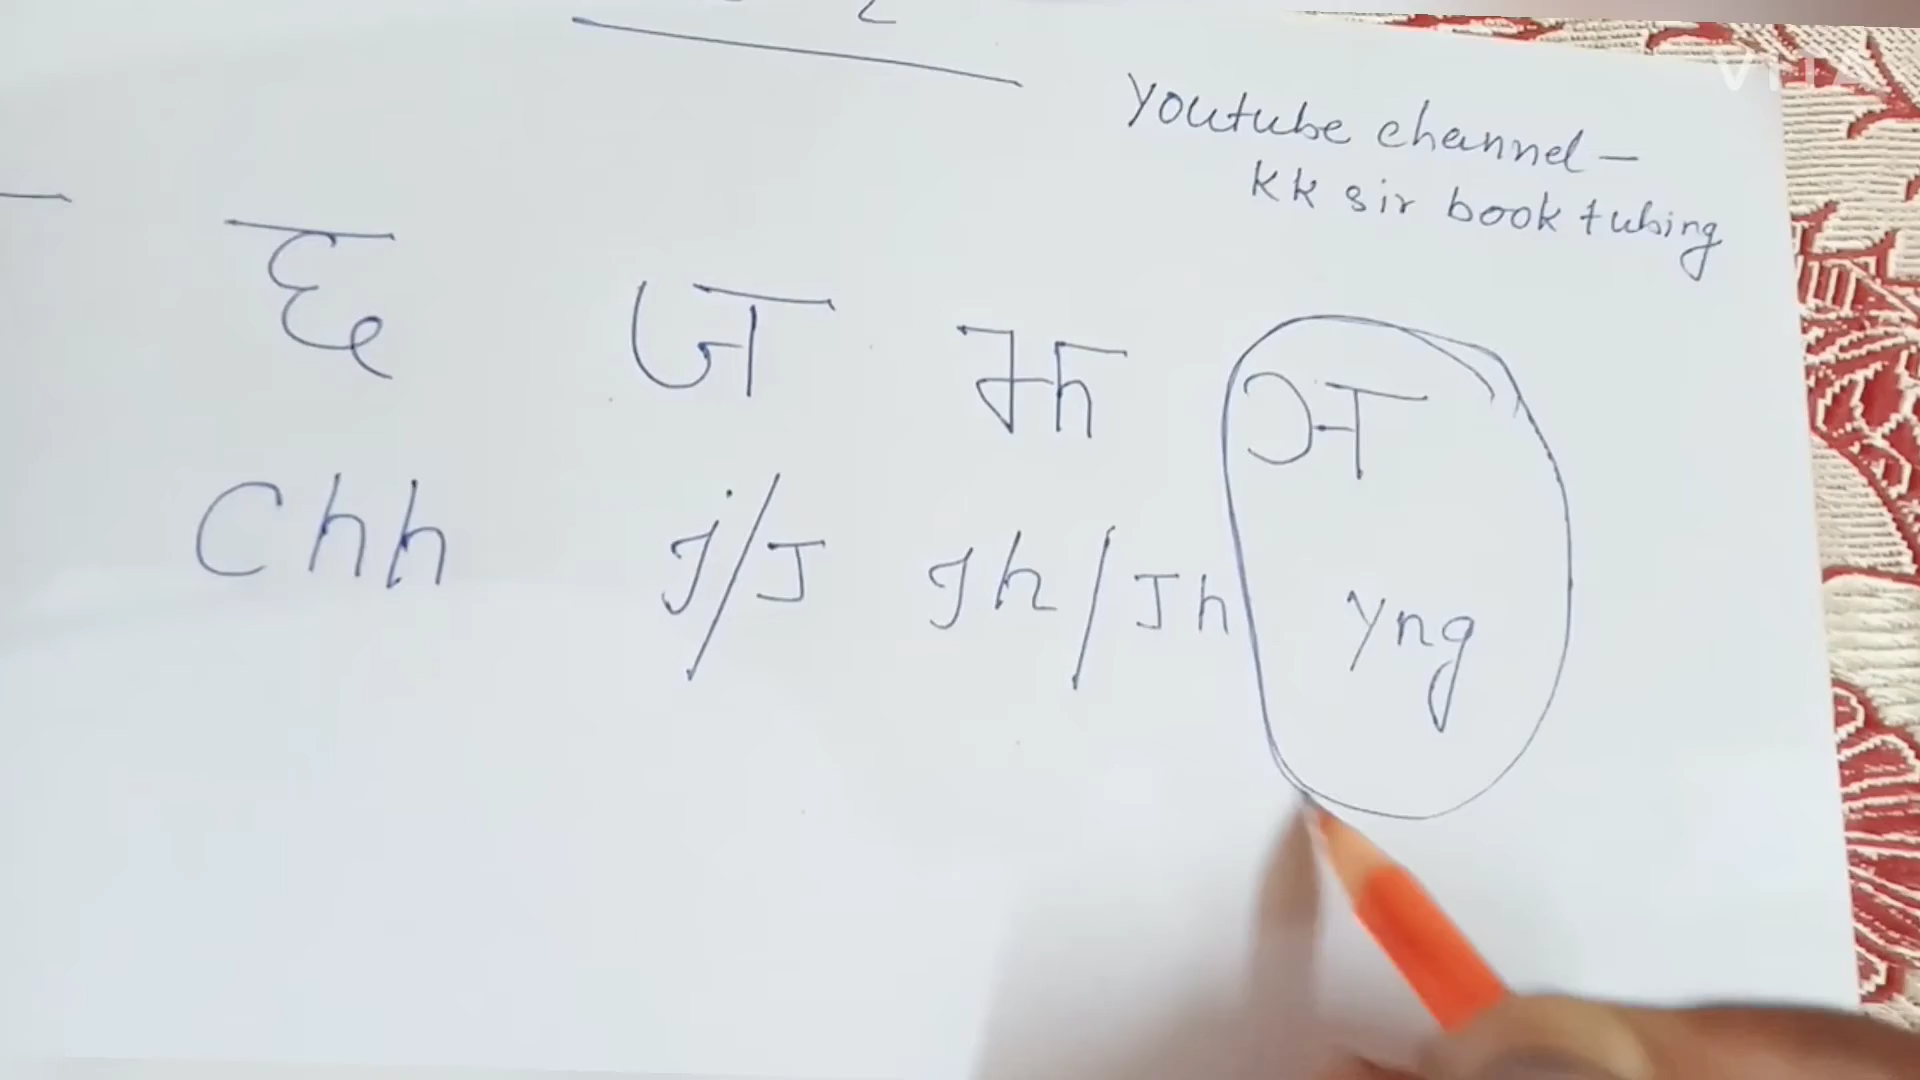 Youtube channel -
KK sir book tubing
छ ज झ ञ
Chh j/J Jh/Jh yng